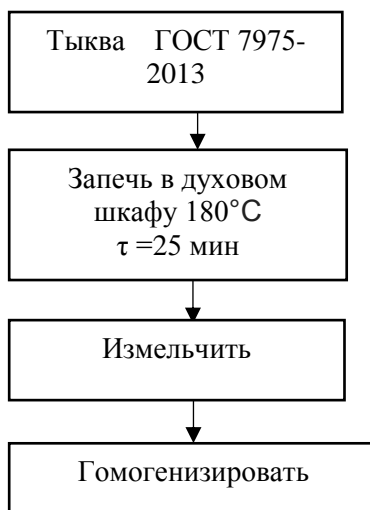 Тыква ГОСТ 7975-
2013
Запечь в духовом
шкафу 180°С
τ =25 мин
Измельчить
Гомогенизировать